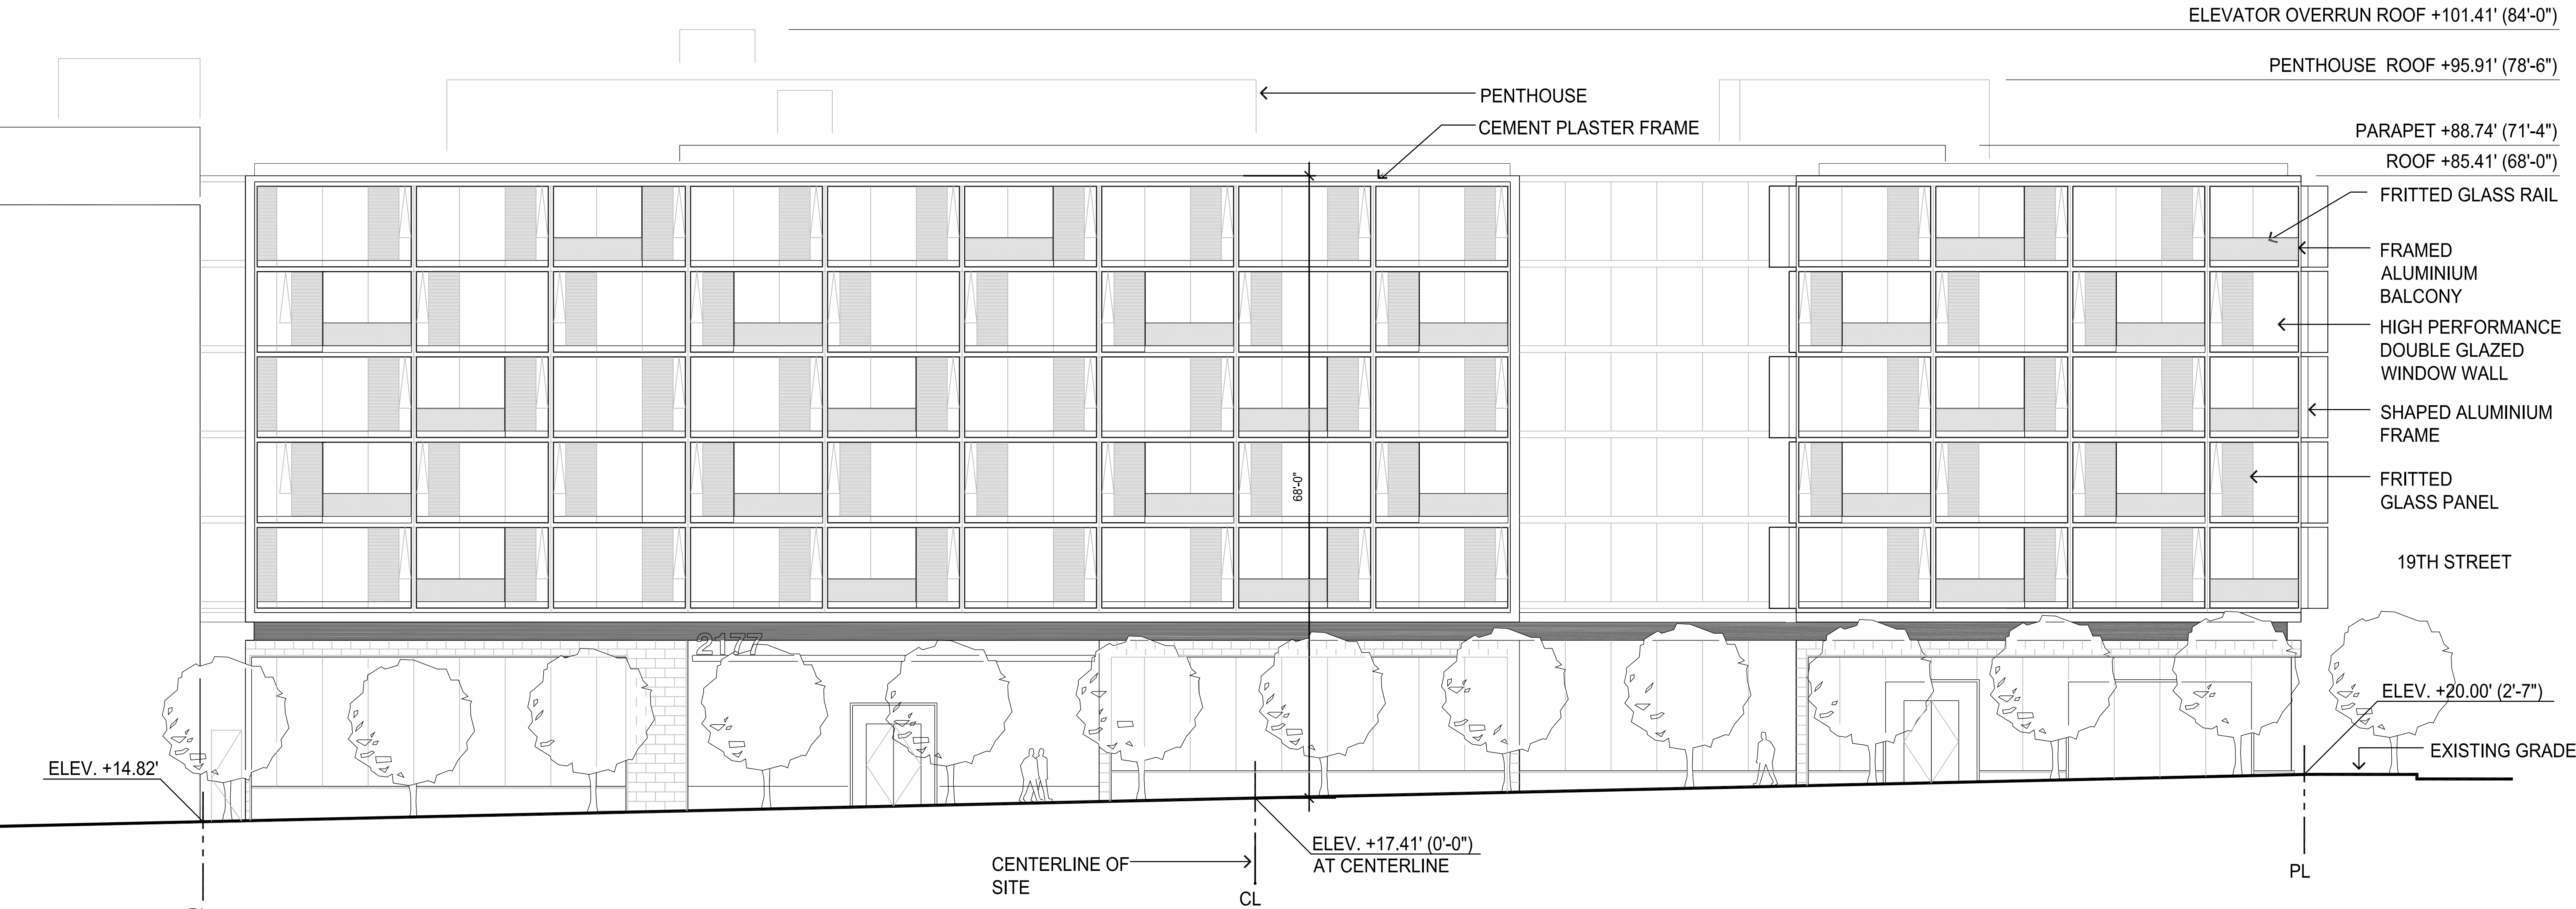 ELEVATOR OVERRUN ROOF +101.41' (84'-0")
PENTHOUSE ROOF +95.91' (78'-6")
PENTHOUSE
CEMENT PLASTER FRAME
PARAPET +88.74' (71'-4")
ROOF +85.41' (68'-0")
FRITTED GLASS RAIL
FRAMED
ALUMINIUM
BALCONY
HIGH PERFORMANCE
DOUBLE GLAZED
WINDOW WALL
SHAPED ALUMINIUM
FRAME
FRITTED
GLASS PANEL
68'-0"
19TH STREET
2177
ELEV. +20.00' (2'-7")
EXISTING GRADE
ELEV. +14.82'
ELEV. +17.41' (0'-0")
AT CENTERLINE
CENTERLINE OF
SITE
CL
PL